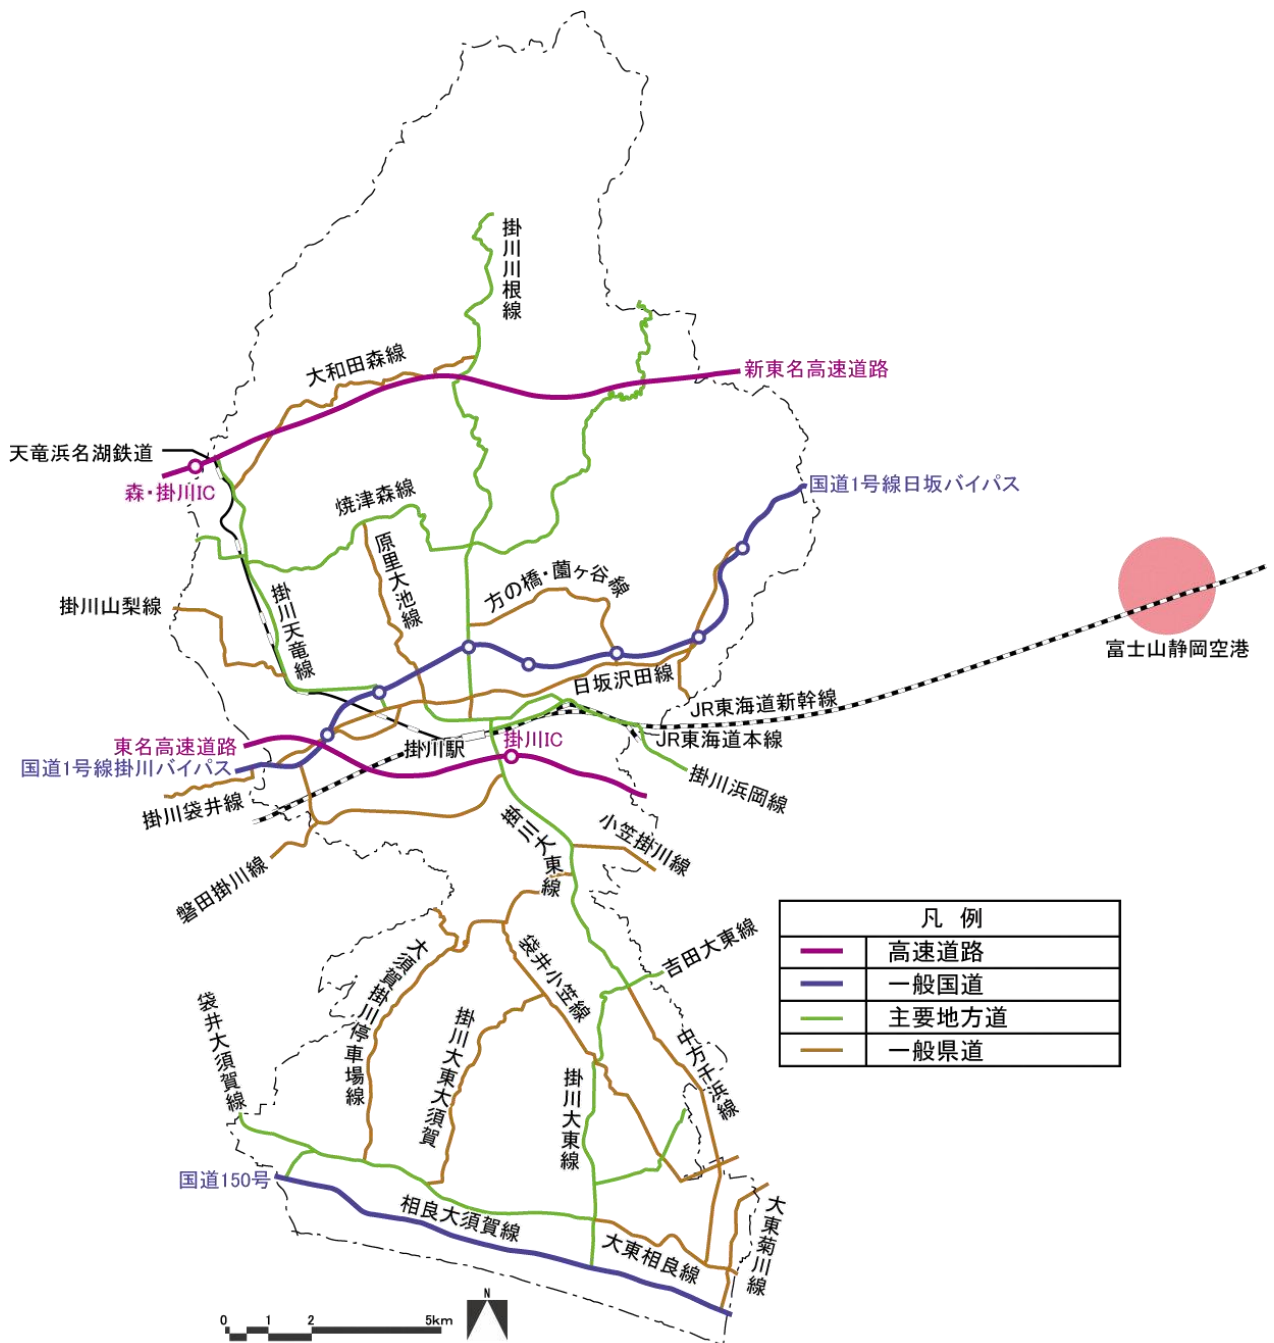 掛川川根線
大和田森線
新東名高速道路
天竜浜名湖鉄道
森・掛川IC
焼津森線
国道1号線日坂バイパス
原里大池線
方の橋・薗ケ谷線
掛川山梨線
掛川天竜線
富士山静岡空港
日坂沢田線
JR東海道新幹線
東名高速道路
掛川駅
掛川IC
JR東海道本線
国道1号線掛川バイパス
掛川浜岡線
掛川袋井線
掛川大東線
小笠掛川線
磐田掛川線
凡 例
高速道路
一般国道
主要地方道
一般県道
大須賀掛川停車場線
袋井小笠線
吉田大東線
袋井大須賀線
掛川大東大須賀
中方千浜線
掛川大東線
国道150号
相良大須賀線
大東相良線
大東菊川線
0 1 2 5km
N